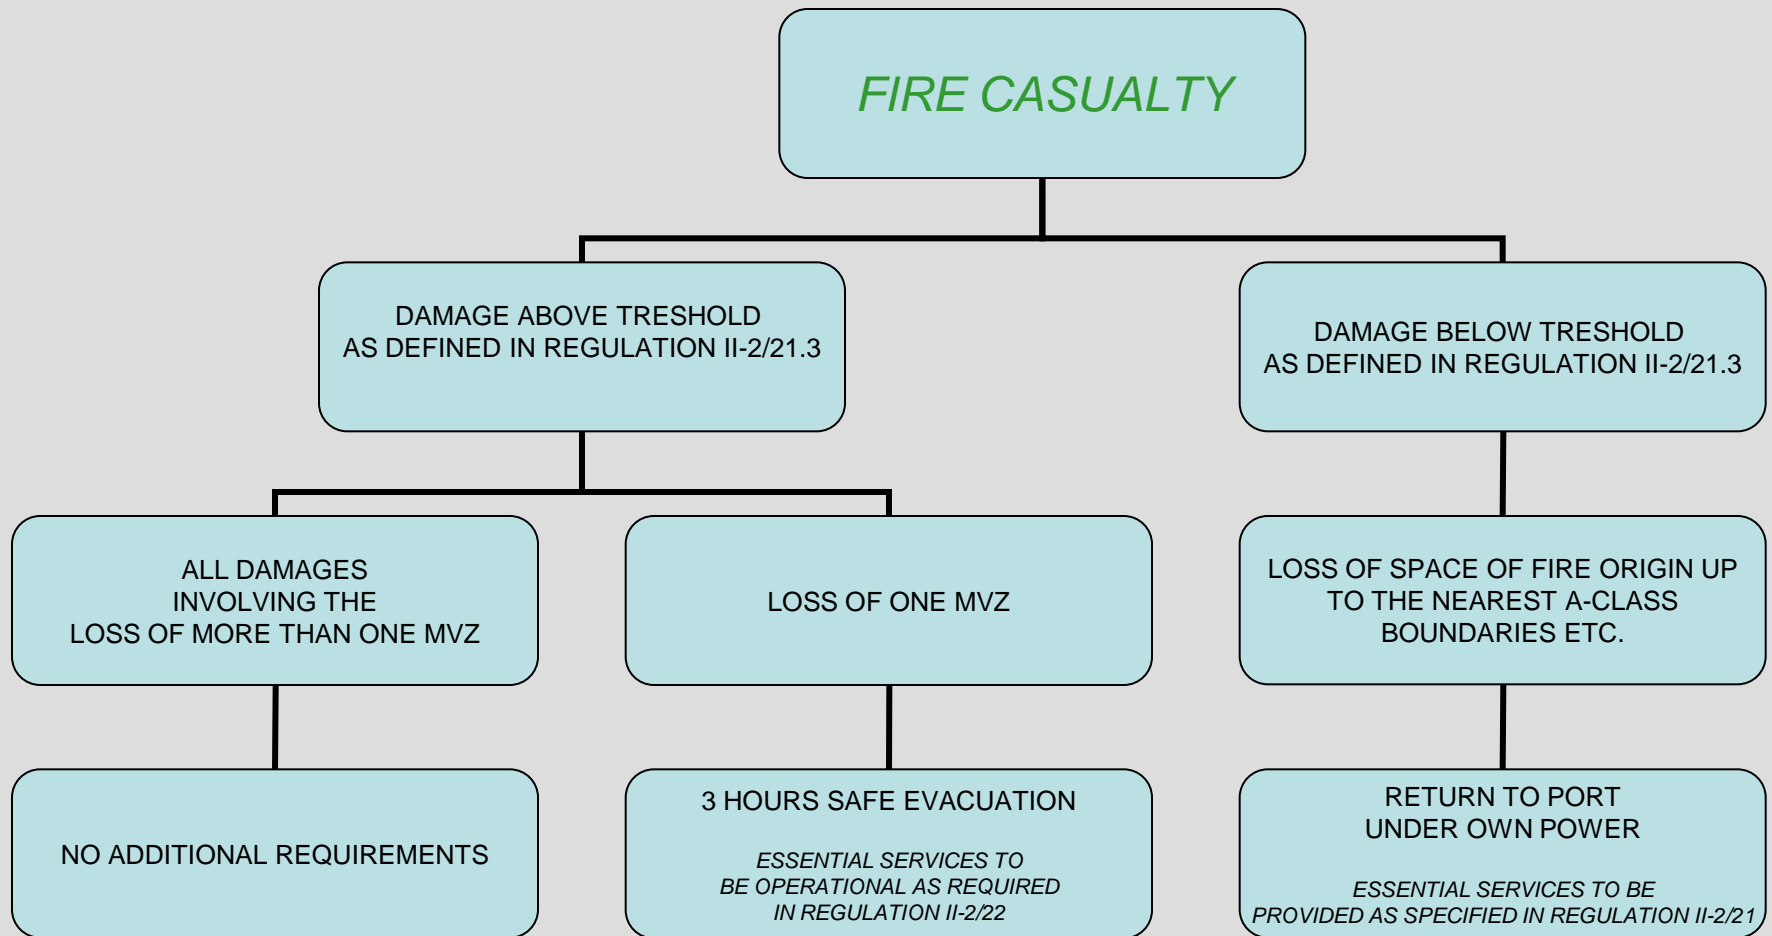 FIRE CASUALTY
DAMAGE ABOVE TRESHOLD
AS DEFINED IN REGULATION II-2/21.3
DAMAGE BELOW TRESHOLD
AS DEFINED IN REGULATION II-2/21.3
ALL DAMAGES
INVOLVING THE
LOSS OF MORE THAN ONE MVZ
LOSS OF ONE MVZ
LOSS OF SPACE OF FIRE ORIGIN UP
TO THE NEAREST A-CLASS
BOUNDARIES ETC.
NO ADDITIONAL REQUIREMENTS
3 HOURS SAFE EVACUATION
ESSENTIAL SERVICES TO
BE OPERATIONAL AS REQUIRED
IN REGULATION II-2/22
RETURN TO PORT
UNDER OWN POWER
ESSENTIAL SERVICES TO BE
PROVIDED AS SPECIFIED IN REGULATION II-2/21